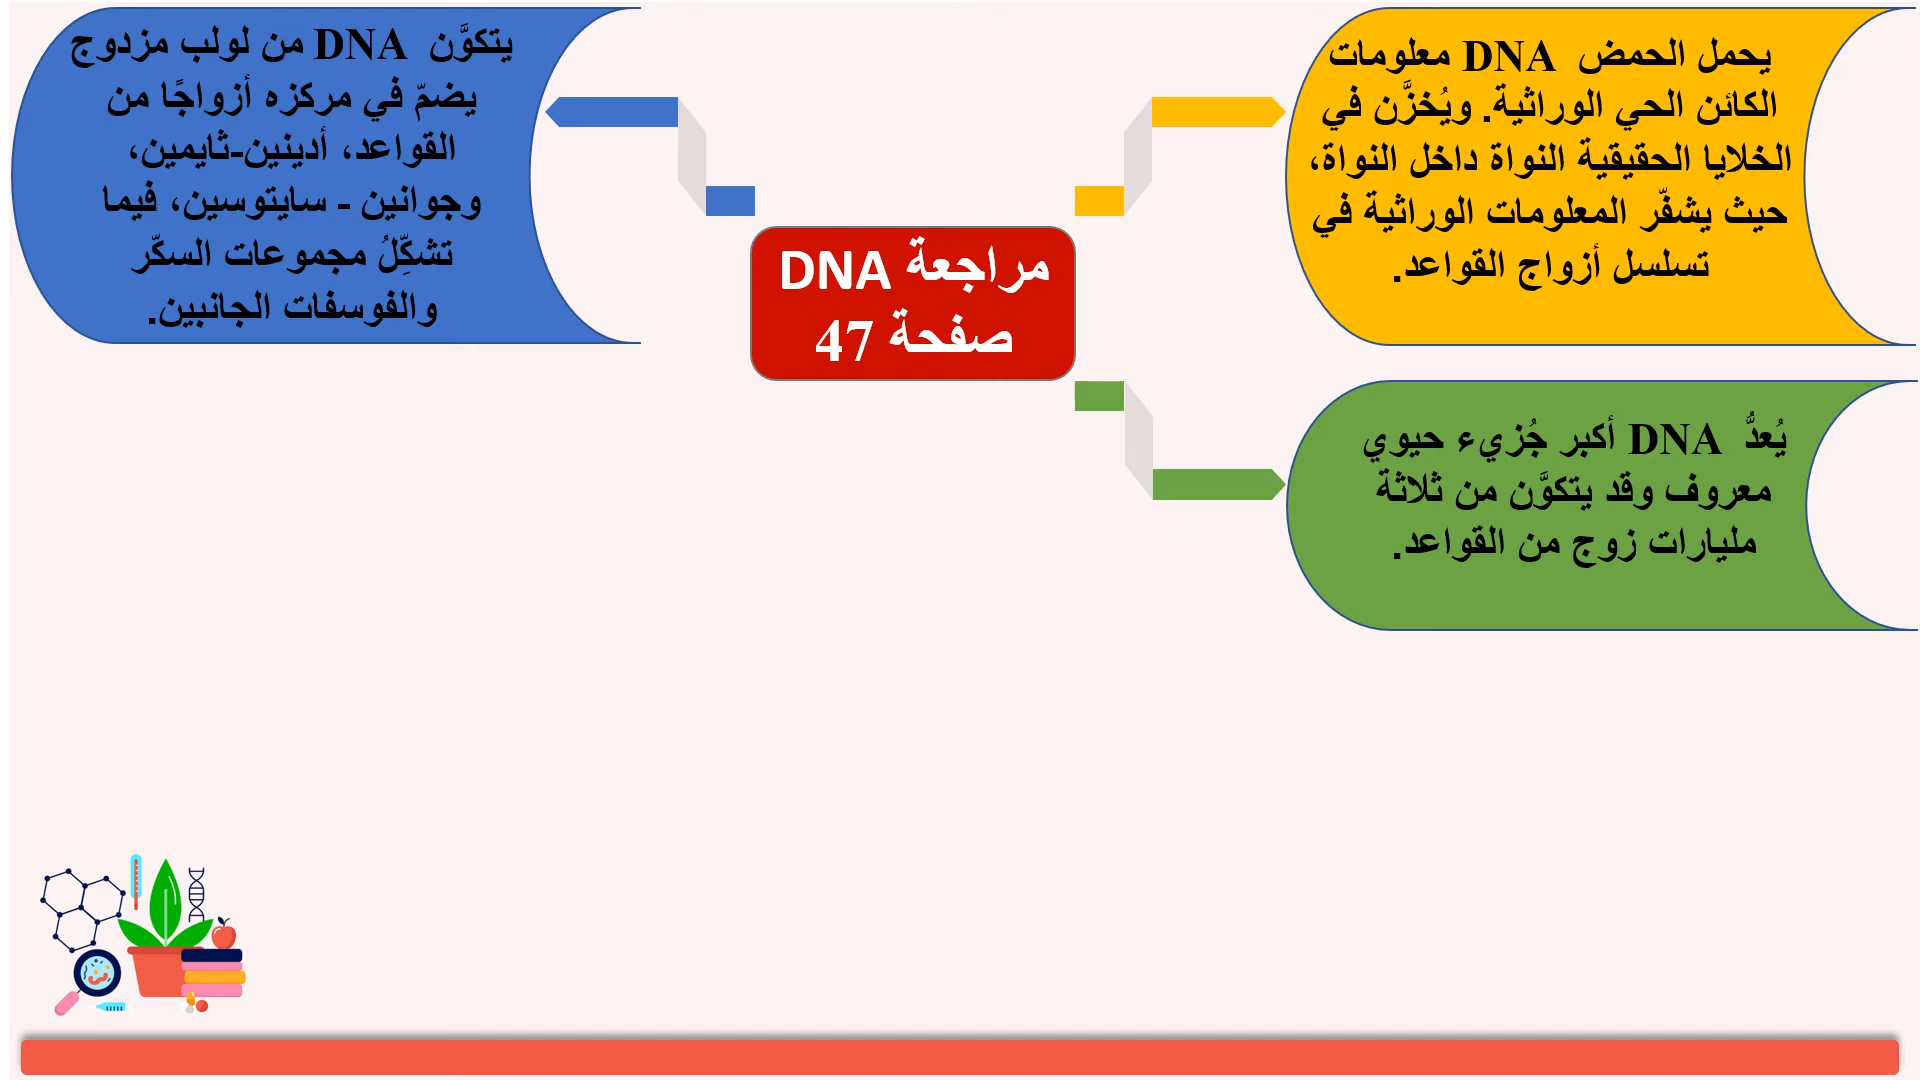 مراجعة DNA
صفحة 47
يحمل الحمض DNA معلومات
الكائن الحي الوراثية. ويُخزَّن في
الخلايا الحقيقية النواة داخل النواة،
حيث يشفّر المعلومات الوراثية في
تسلسل أزواج القواعد.
يتكوَّن DNA من لولب مزدوج
يضمّ في مركزه أزواجًا من
القواعد، أدينين-ثايمين،
وجوانين - سايتوسين، فيما
تشكِّلُ مجموعات السكّر
والفوسفات الجانبين.
يُعدُّ DNA أكبر جُزيء حيوي
معروف وقد يتكوَّن من ثلاثة
مليارات زوج من القواعد.